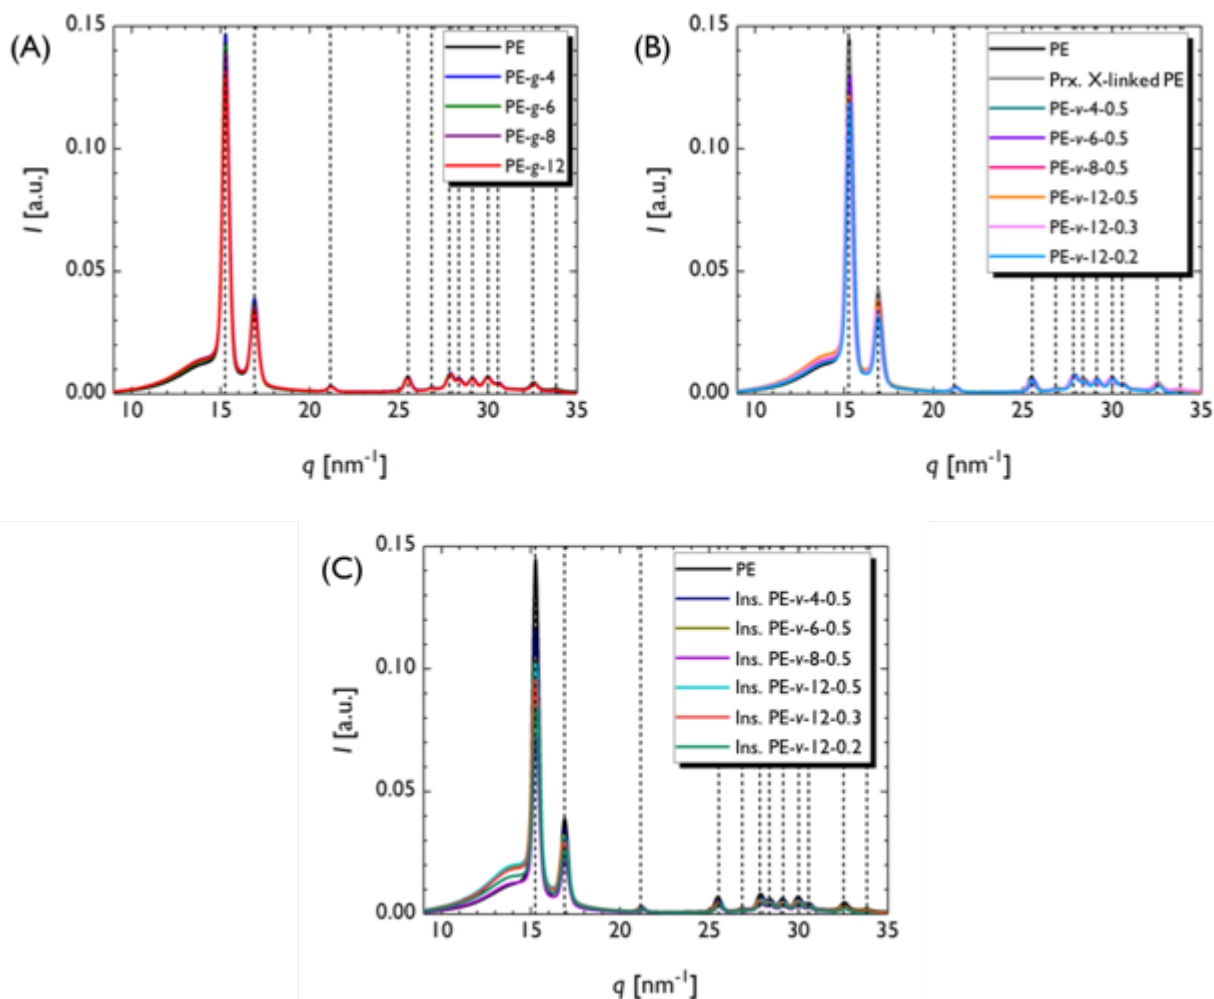 (A)
0.15
0.10
0.05
0.00
I [a.u.]
PE
PE-g-4
PE-g-6
PE-g-8
PE-g-12
10 15 20 25 30 35
q [nm-1]
(B)
0.15
0.10
0.05
0.00
I [a.u.]
PE
Prx. X-linked PE
PE-v-4-0.5
PE-v-6-0.5
PE-v-8-0.5
PE-v-12-0.5
PE-v-12-0.3
PE-v-12-0.2
10 15 20 25 30 35
q [nm-1]
(C)
0.15
0.10
0.05
0.00
I [a.u.]
PE
Ins. PE-v-4-0.5
Ins. PE-v-6-0.5
Ins. PE-v-8-0.5
Ins. PE-v-12-0.5
Ins. PE-v-12-0.3
Ins. PE-v-12-0.2
10 15 20 25 30 35
q [nm-1]